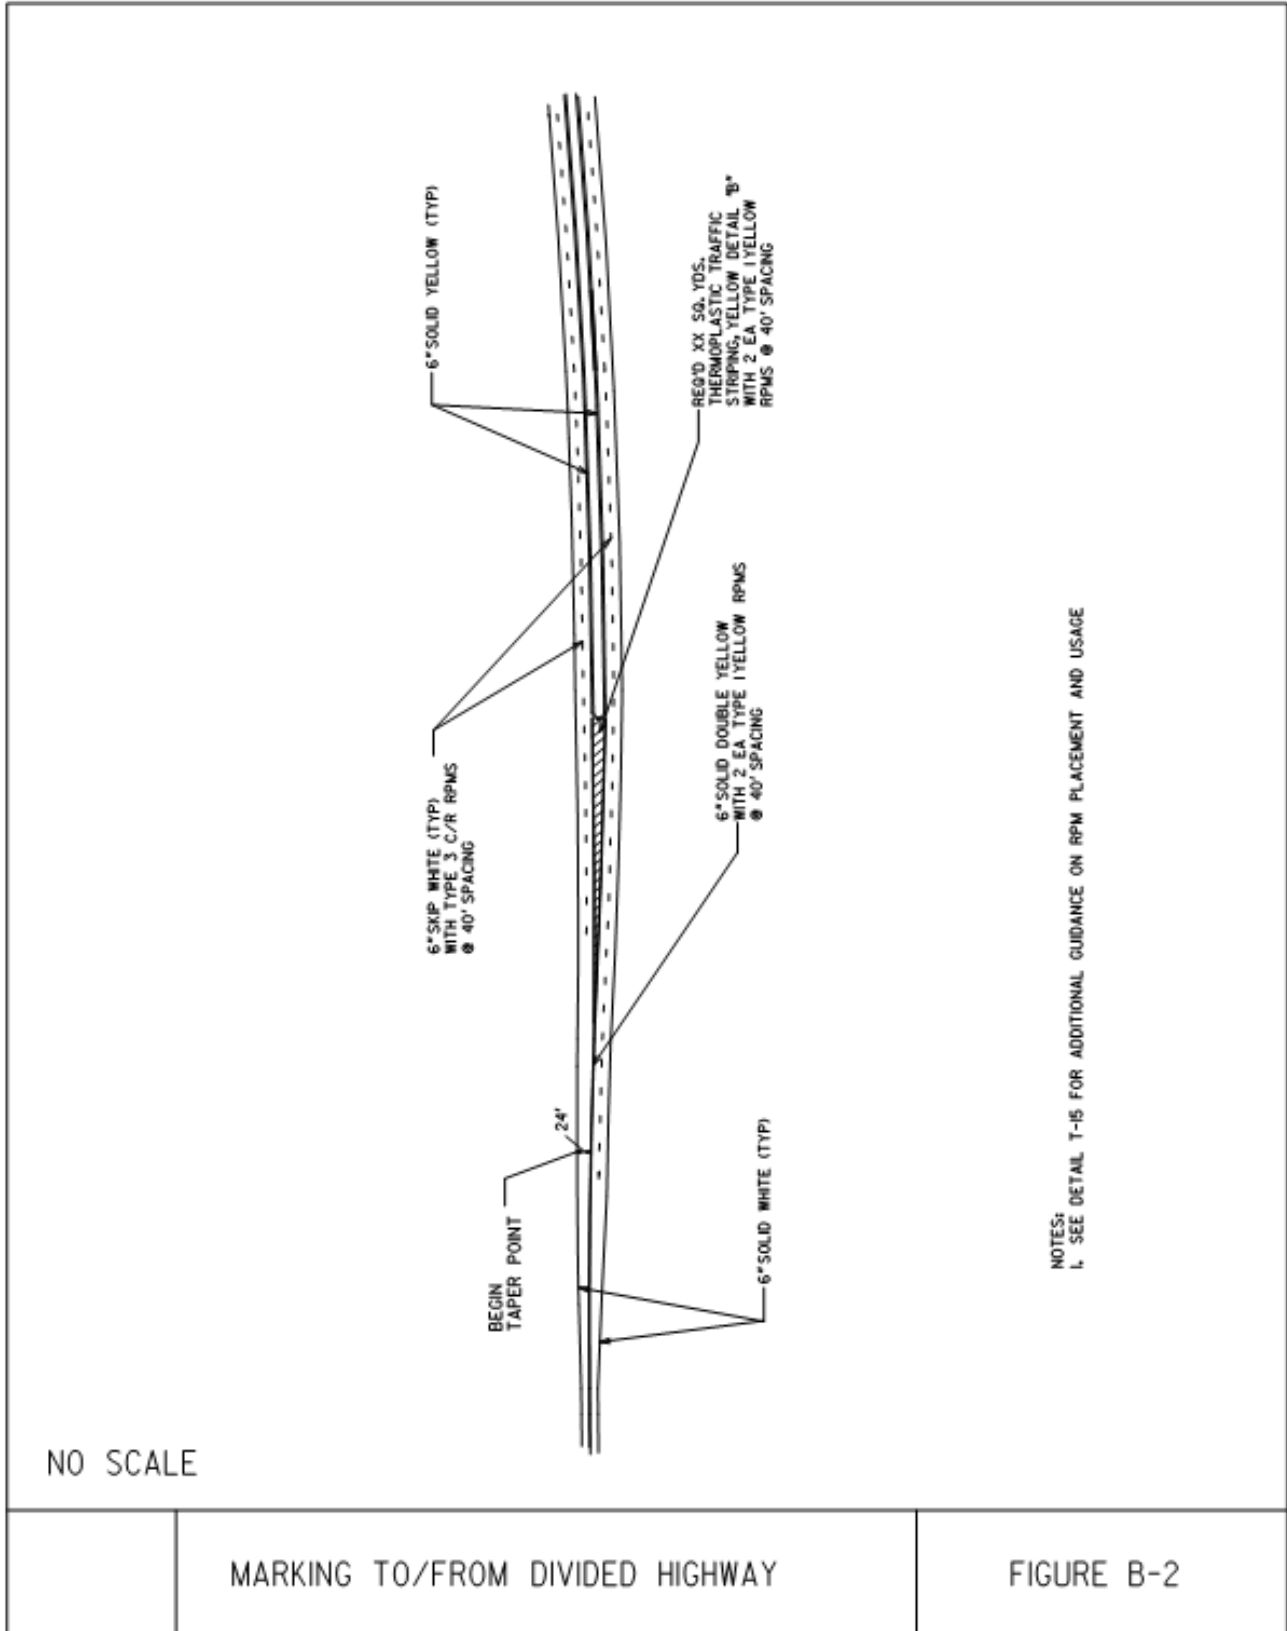 6" SOLID YELLOW (TYP)
REQ'D XX SQ. YDS.
THERMOPLASTIC TRAFFIC
STRIPING, YELLOW DETAIL "B"
WITH 2 EA TYPE 1 YELLOW
RPMS @ 40' SPACING
6" SKIP WHITE (TYP)
WITH TYPE 3 C/R RPMS
@ 40' SPACING
6" SOLID DOUBLE YELLOW
WITH 2 EA TYPE 1 YELLOW RPMS
@ 40' SPACING
24'
BEGIN
TAPER POINT
6" SOLID WHITE (TYP)
NOTES:
1. SEE DETAIL T-15 FOR ADDITIONAL GUIDANCE ON RPM PLACEMENT AND USAGE
NO SCALE
MARKING TO/FROM DIVIDED HIGHWAY
FIGURE B-2